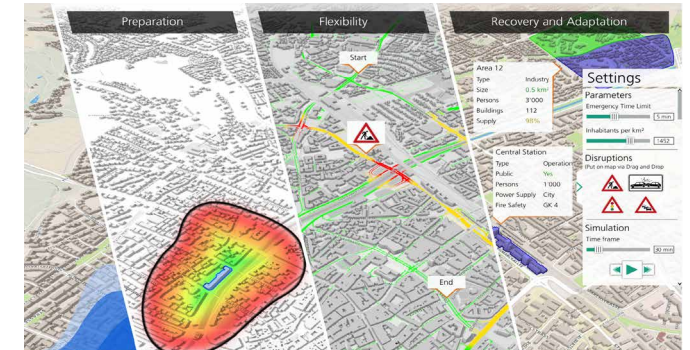 Preparation
Flexibility
Recovery and Adaptation
Start
End
Area 12
Type Industry
Size 0.5 km²
Persons 3'000
Buildings 112
Supply 98%
Central Station
Type Operation
Public Yes
Persons 1'000
Power Supply City
Fire Safety GK 4
Settings
Parameters
Emergency Time Limit
5 min
Inhabitants per km²
1452
Disruptions
(Put on map via Drag and Drop
Simulation
Time frame
30 min